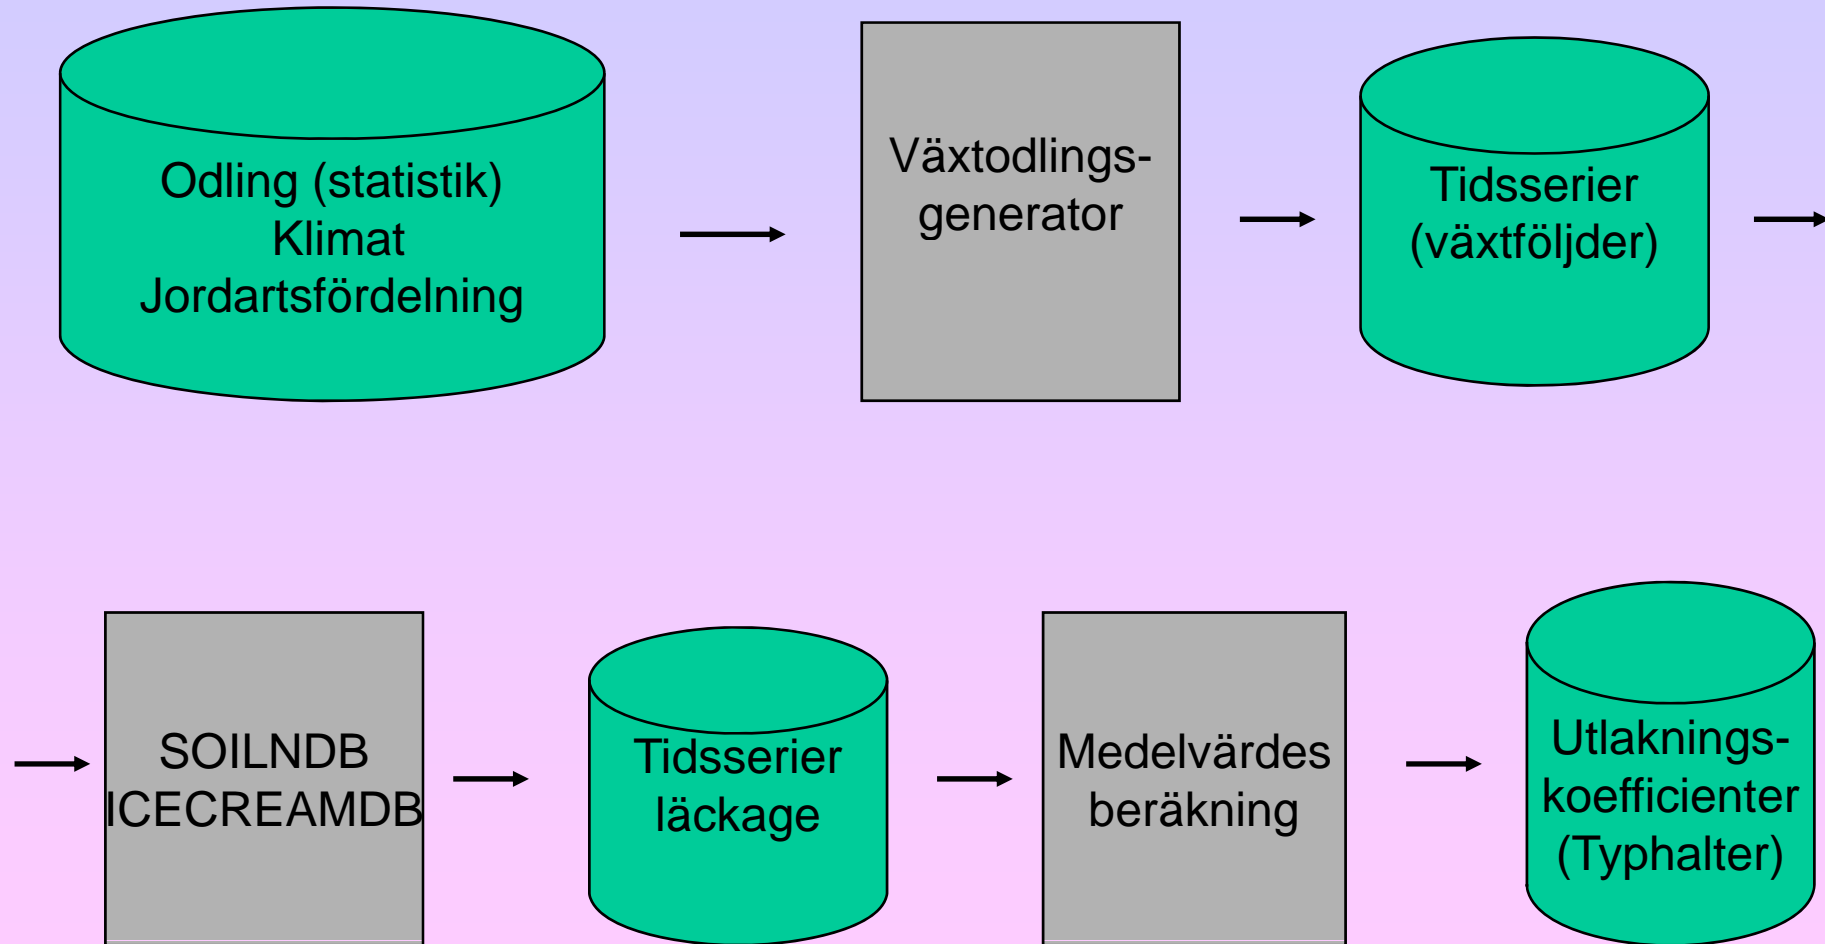 Odling (statistik)
Klimat
Jordartsfördelning
Växtodlings-
generator
Tidsserier
(växtföljder)
SOILNDB
ICECREAMDB
Tidsserier
läckage
Medelvärdes
beräkning
Utlaknings-
koefficienter
(Typhalter)